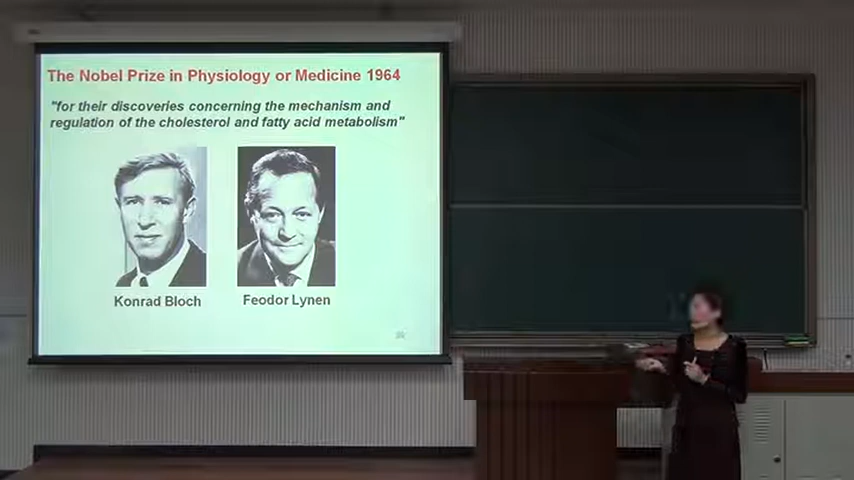 The Nobel Prize in Physiology or Medicine 1964
"for their discoveries concerning the mechanism and
regulation of the cholesterol and fatty acid metabolism"
Konrad Bloch
Feodor Lynen